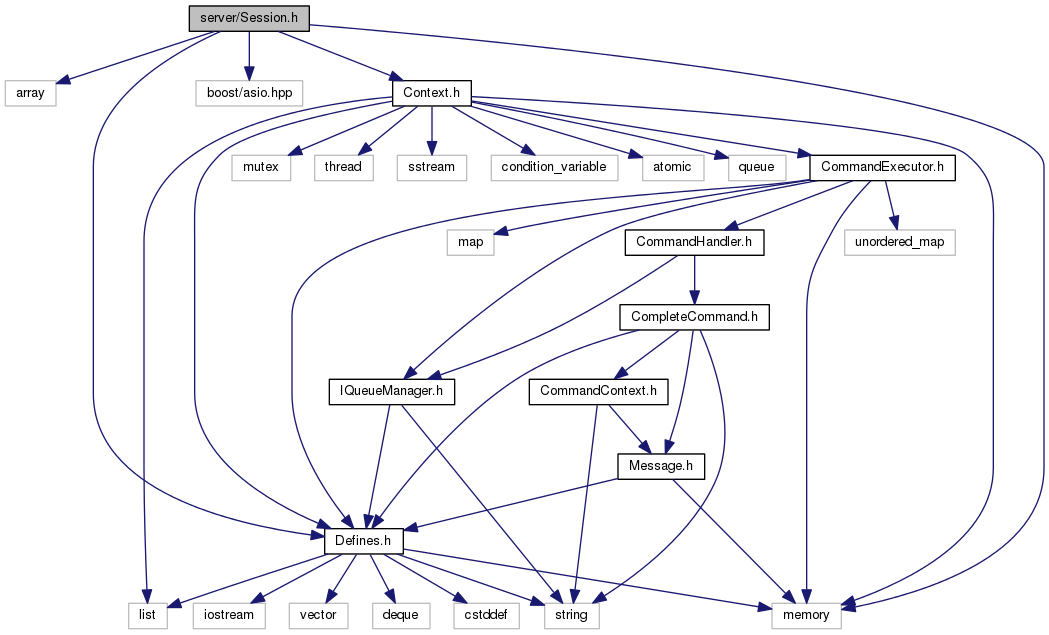 server/Session.h
array
boost/asio.hpp
Context.h
mutex
thread
sstream
condition_variable
atomic
queue
CommandExecutor.h
map
CommandHandler.h
unordered_map
CompleteCommand.h
IQueueManager.h
CommandContext.h
Message.h
Defines.h
list
iostream
vector
deque
cstddef
string
memory